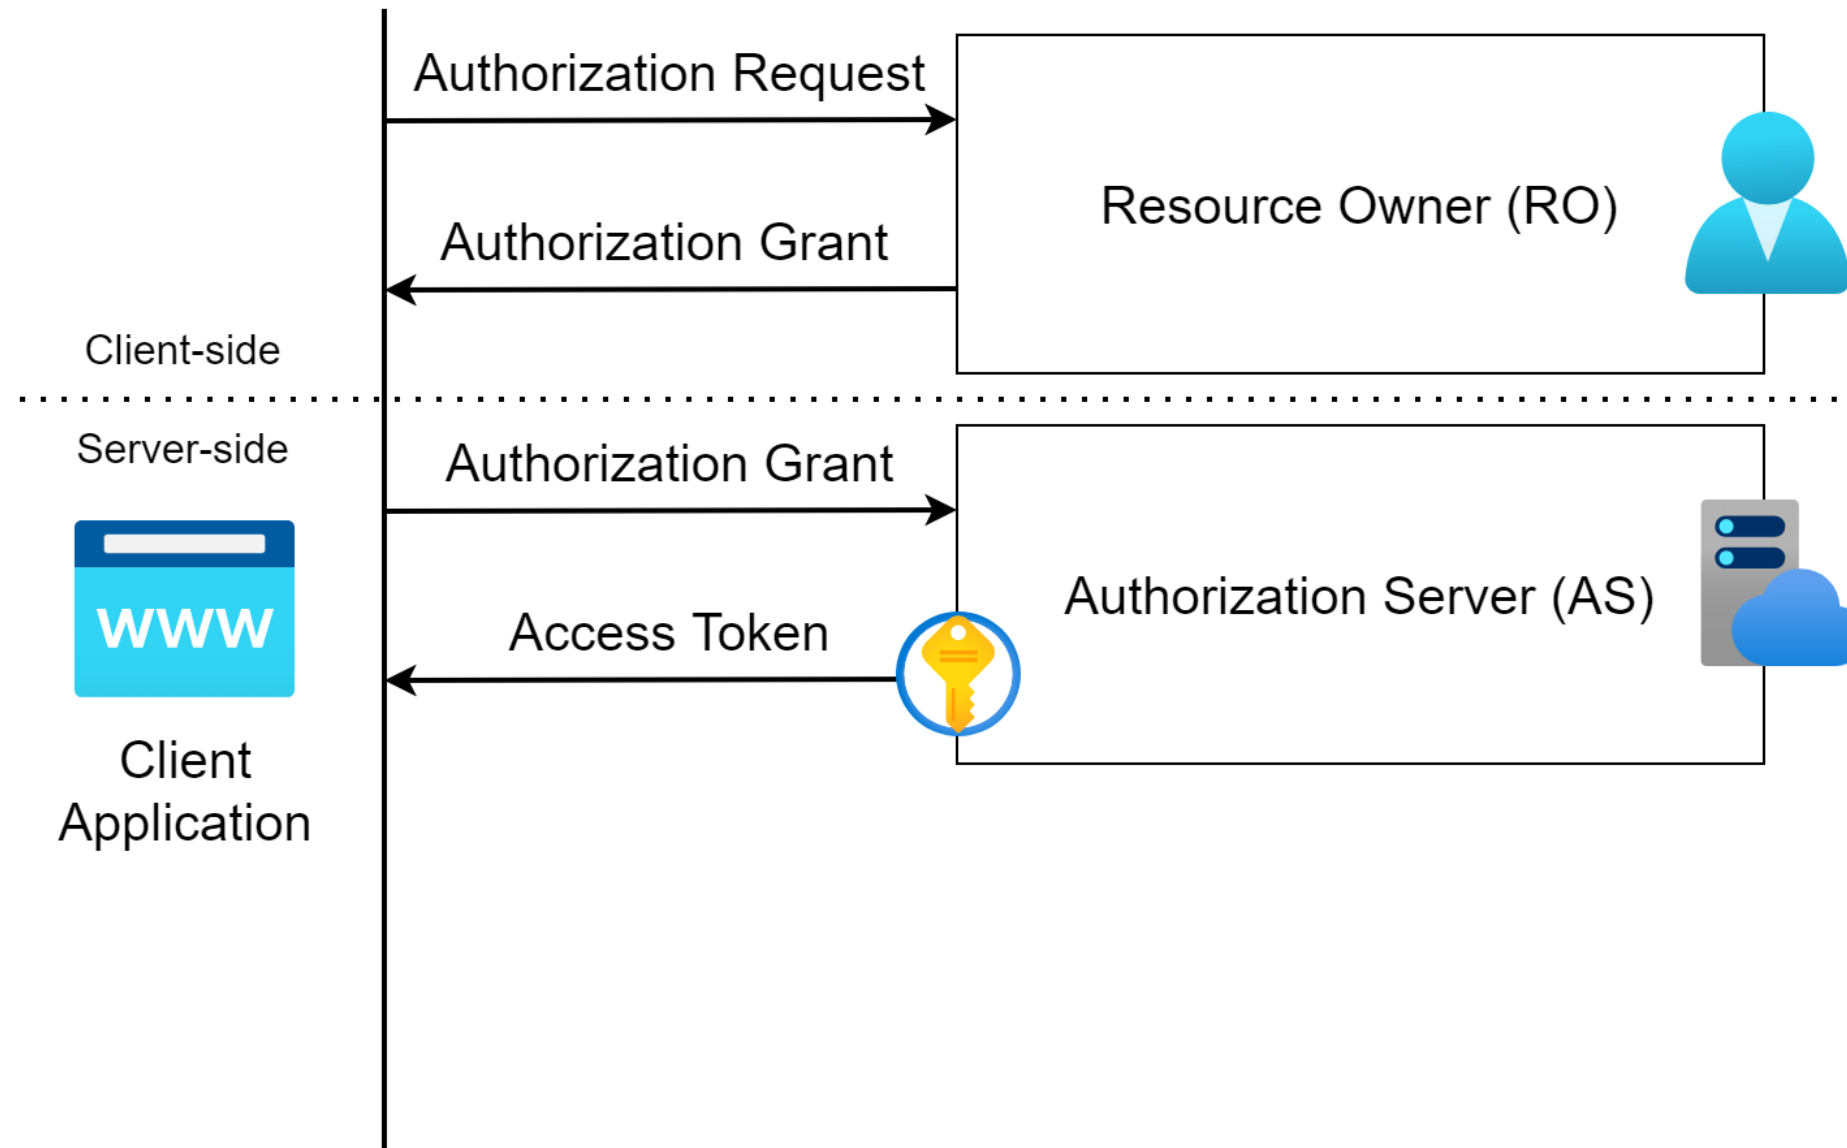 Authorization Request
Resource Owner (RO)
Authorization Grant
Client-side
Server-side
Authorization Grant
Authorization Server (AS)
www
Access Token
Client
Application